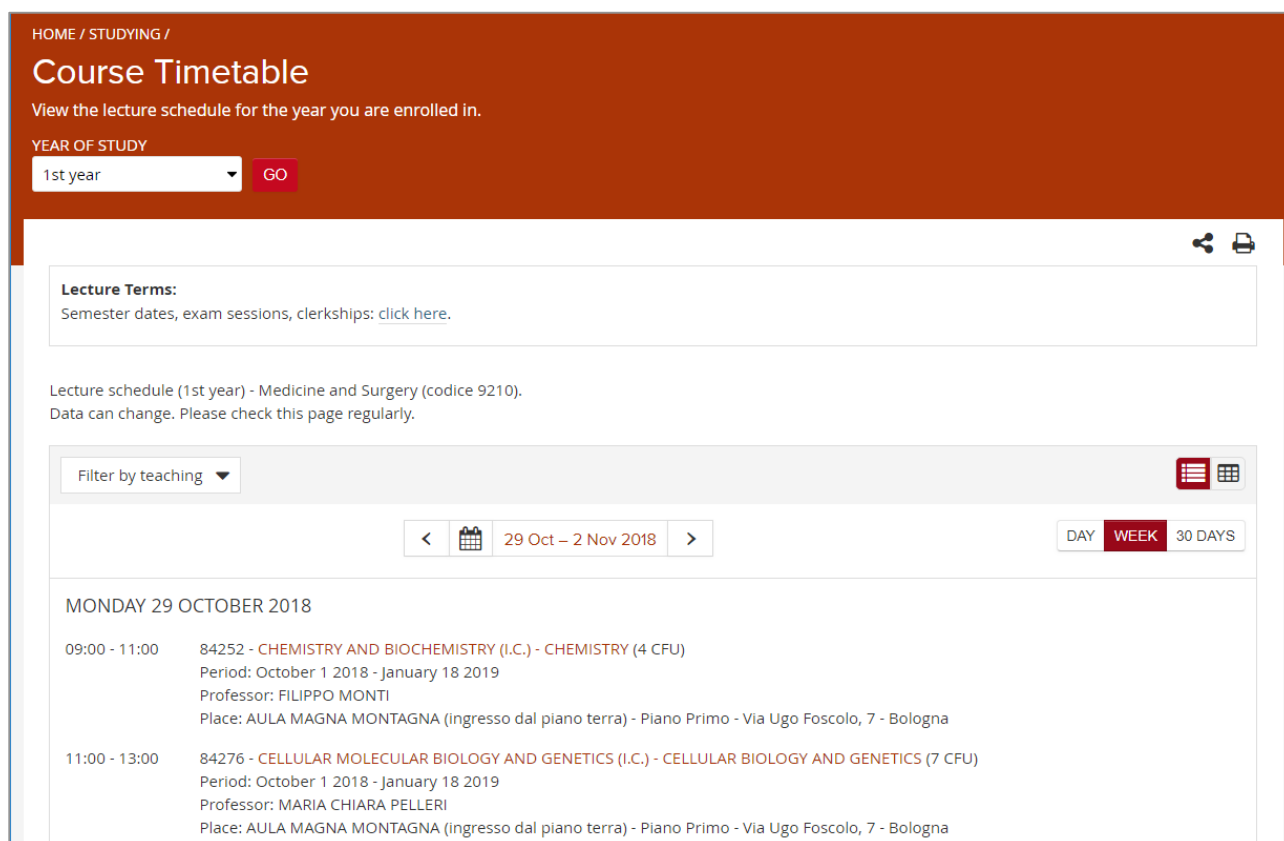 HOME / STUDYING /
Course Timetable
View the lecture schedule for the year you are enrolled in.
YEAR OF STUDY
1st year
GO
Lecture Terms:
Semester dates, exam sessions, clerkships: click here.
Lecture schedule (1st year) - Medicine and Surgery (codice 9210).
Data can change. Please check this page regularly.
Filter by teaching
29 Oct – 2 Nov 2018
DAY WEEK 30 DAYS
MONDAY 29 OCTOBER 2018
09:00 - 11:00 84252 - CHEMISTRY AND BIOCHEMISTRY (I.C.) - CHEMISTRY (4 CFU)
Period: October 1 2018 - January 18 2019
Professor: FILIPPO MONTI
Place: AULA MAGNA MONTAGNA (ingresso dal piano terra) - Piano Primo - Via Ugo Foscolo, 7 - Bologna
11:00 - 13:00 84276 - CELLULAR MOLECULAR BIOLOGY AND GENETICS (I.C.) - CELLULAR BIOLOGY AND GENETICS (7 CFU)
Period: October 1 2018 - January 18 2019
Professor: MARIA CHIARA PELLERI
Place: AULA MAGNA MONTAGNA (ingresso dal piano terra) - Piano Primo - Via Ugo Foscolo, 7 - Bologna